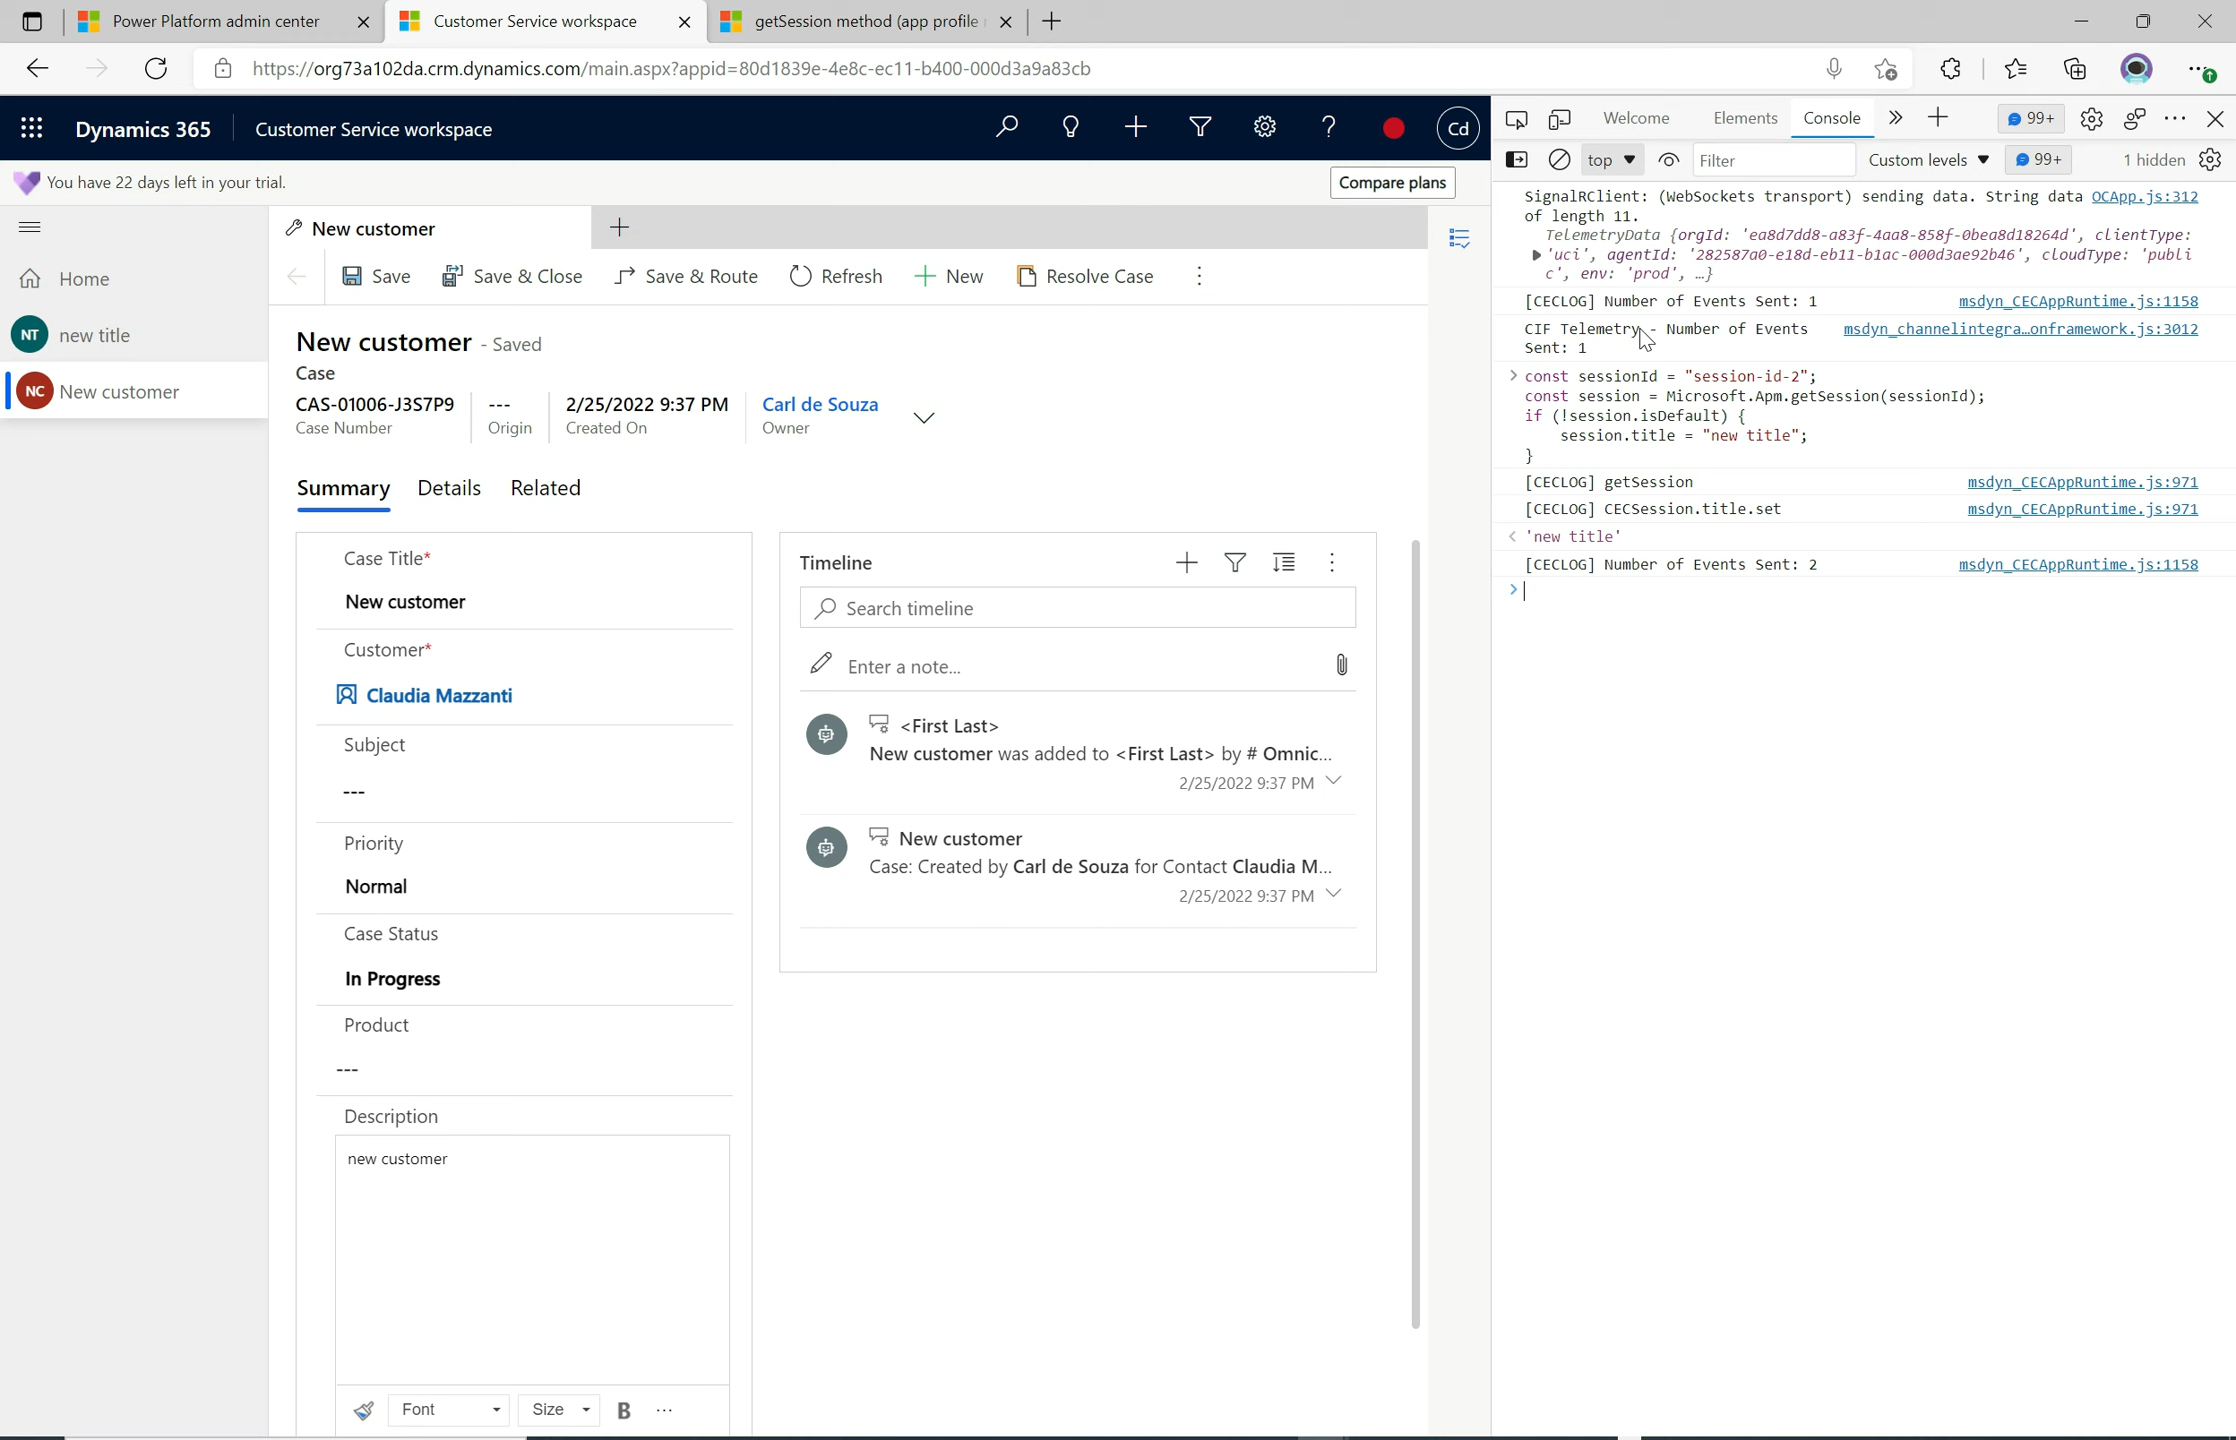 Power Platform admin center
Customer Service workspace
getSession method (app profile
https://org73a102da.crm.dynamics.com/main.aspx?appid=80d1839e-4e8c-ec11-b400-000d3a9a83cb
Dynamics 365
Customer Service workspace
Cd
You have 22 days left in your trial.
Compare plans
Home
NT new title
NC New customer
New customer
Save
Save & Close
Save & Route
Refresh
New
Resolve Case
New customer - Saved
Case
CAS-01006-J3S7P9
Case Number
---
Origin
2/25/2022 9:37 PM
Created On
Carl de Souza
Owner
Summary
Details
Related
Case Title*
New customer
Customer*
Claudia Mazzanti
Subject
---
Priority
Normal
Case Status
In Progress
Product
---
Description
new customer
Font
Size
B
Timeline
Search timeline
Enter a note...
<First Last>
New customer was added to <First Last> by # Omnic...
2/25/2022 9:37 PM
New customer
Case: Created by Carl de Souza for Contact Claudia M...
2/25/2022 9:37 PM
Welcome
Elements
Console
99+
top
Filter
Custom levels
99+
1 hidden
SignalRClient: (WebSockets transport) sending data. String data OCApp.js:312
of length 11.
TelemetryData {orgId: 'ea8d7dd8-a83f-4aa8-858f-0bea8d18264d', clientType:
'uci', agentId: '282587a0-e18d-eb11-b1ac-000d3ae92b46', cloudType: 'publi
c', env: 'prod', …}
[CECLOG] Number of Events Sent: 1 msdyn_CECAppRuntime.js:1158
CIF Telemetry - Number of Events msdyn_channelintegra…onframework.js:3012
Sent: 1
> const sessionId = "session-id-2";
const session = Microsoft.Apm.getSession(sessionId);
if (!session.isDefault) {
session.title = "new title";
}
[CECLOG] getSession msdyn_CECAppRuntime.js:971
[CECLOG] CECSession.title.set msdyn_CECAppRuntime.js:971
< 'new title'
[CECLOG] Number of Events Sent: 2 msdyn_CECAppRuntime.js:1158
>